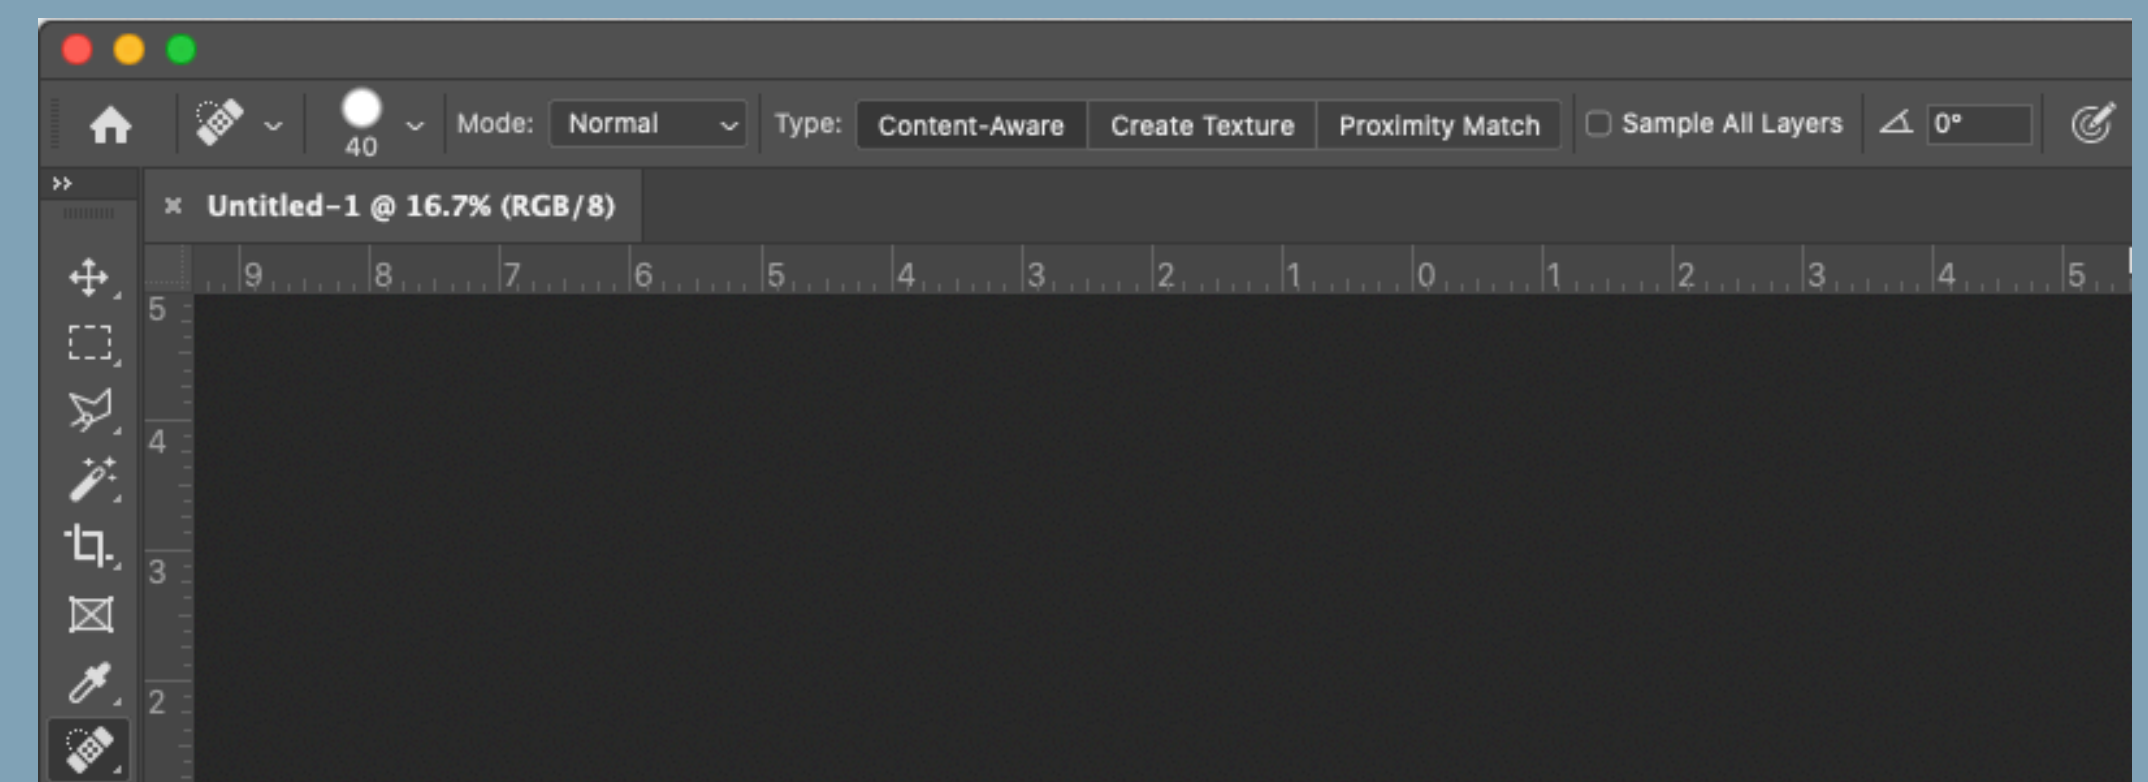 Mode: Normal Type: Content-Aware Create Texture Proximity Match Sample All Layers 0°
40
Untitled-1 @ 16.7% (RGB/8)
9 8 7 6 5 4 3 2 1 0 1 2 3 4 5
5
4
3
2